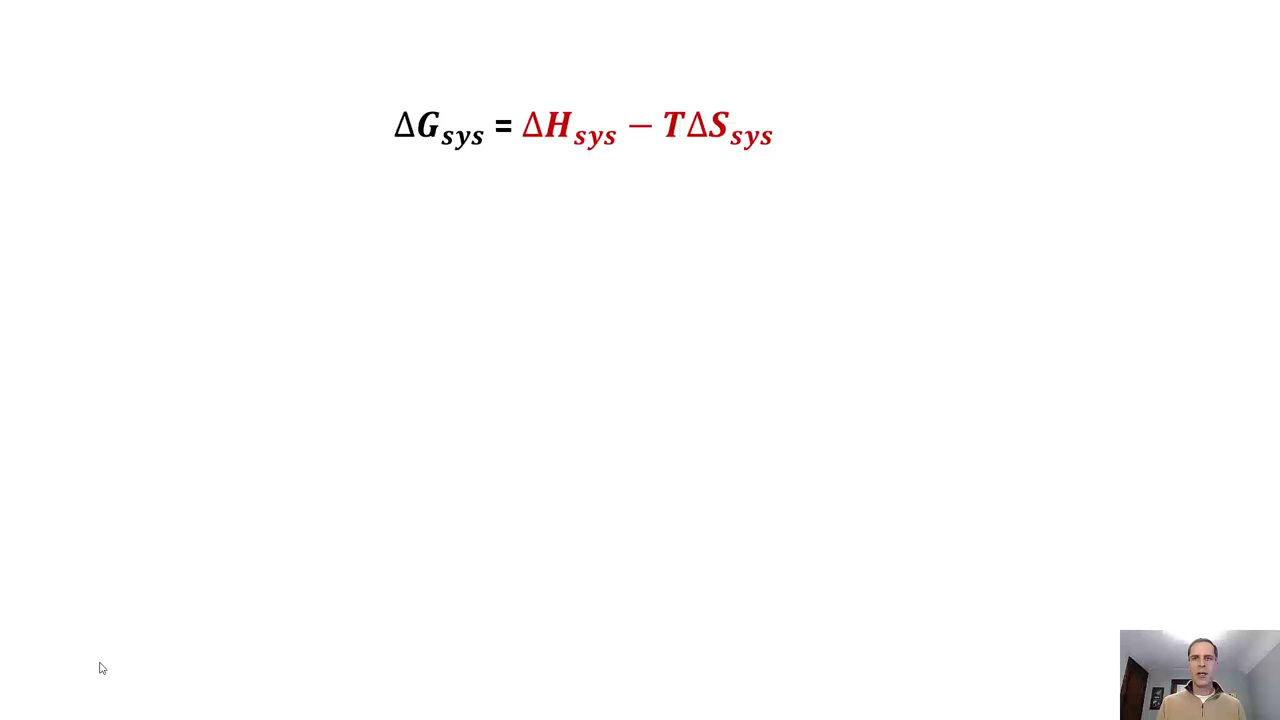 ΔG_sys = ΔH_sys − TΔS_sys